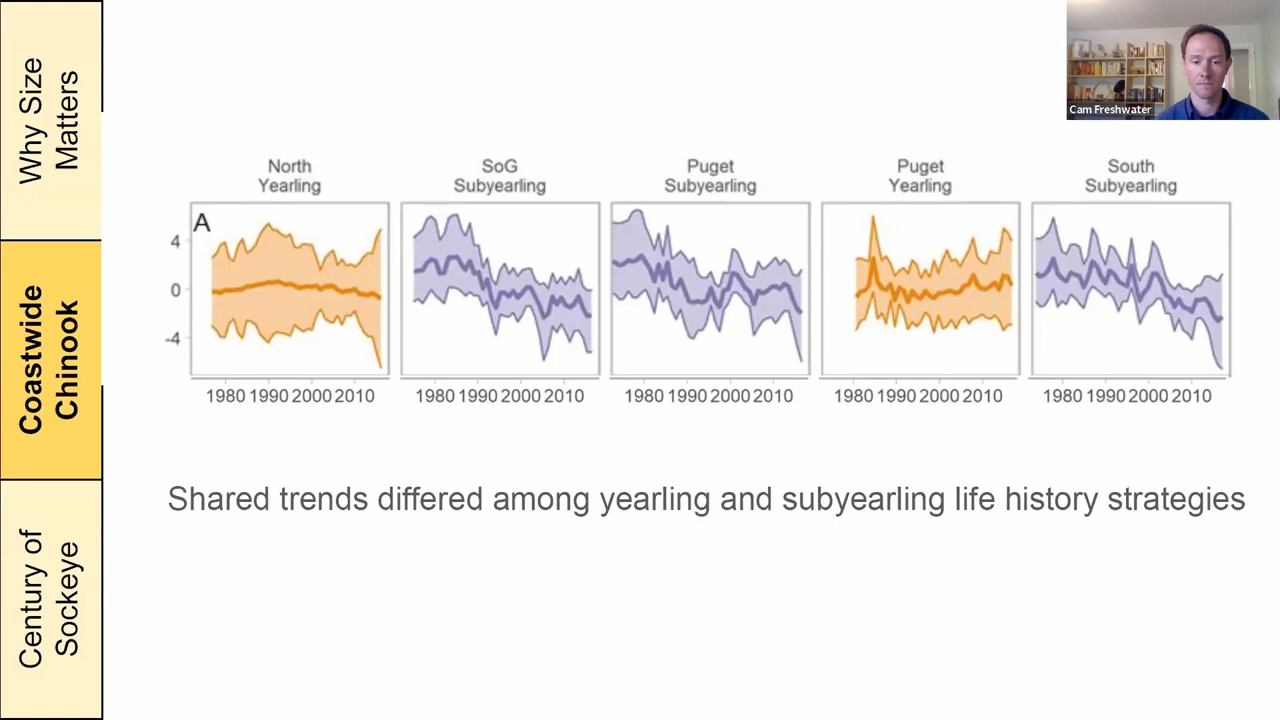 Why Size
Matters
Coastwide
Chinook
Century of
Sockeye
Cam Freshwater
North
Yearling
SoG
Subyearling
Puget
Subyearling
Puget
Yearling
South
Subyearling
A
4
0
-4
1980 1990 2000 2010
1980 1990 2000 2010
1980 1990 2000 2010
1980 1990 2000 2010
1980 1990 2000 2010
Shared trends differed among yearling and subyearling life history strategies